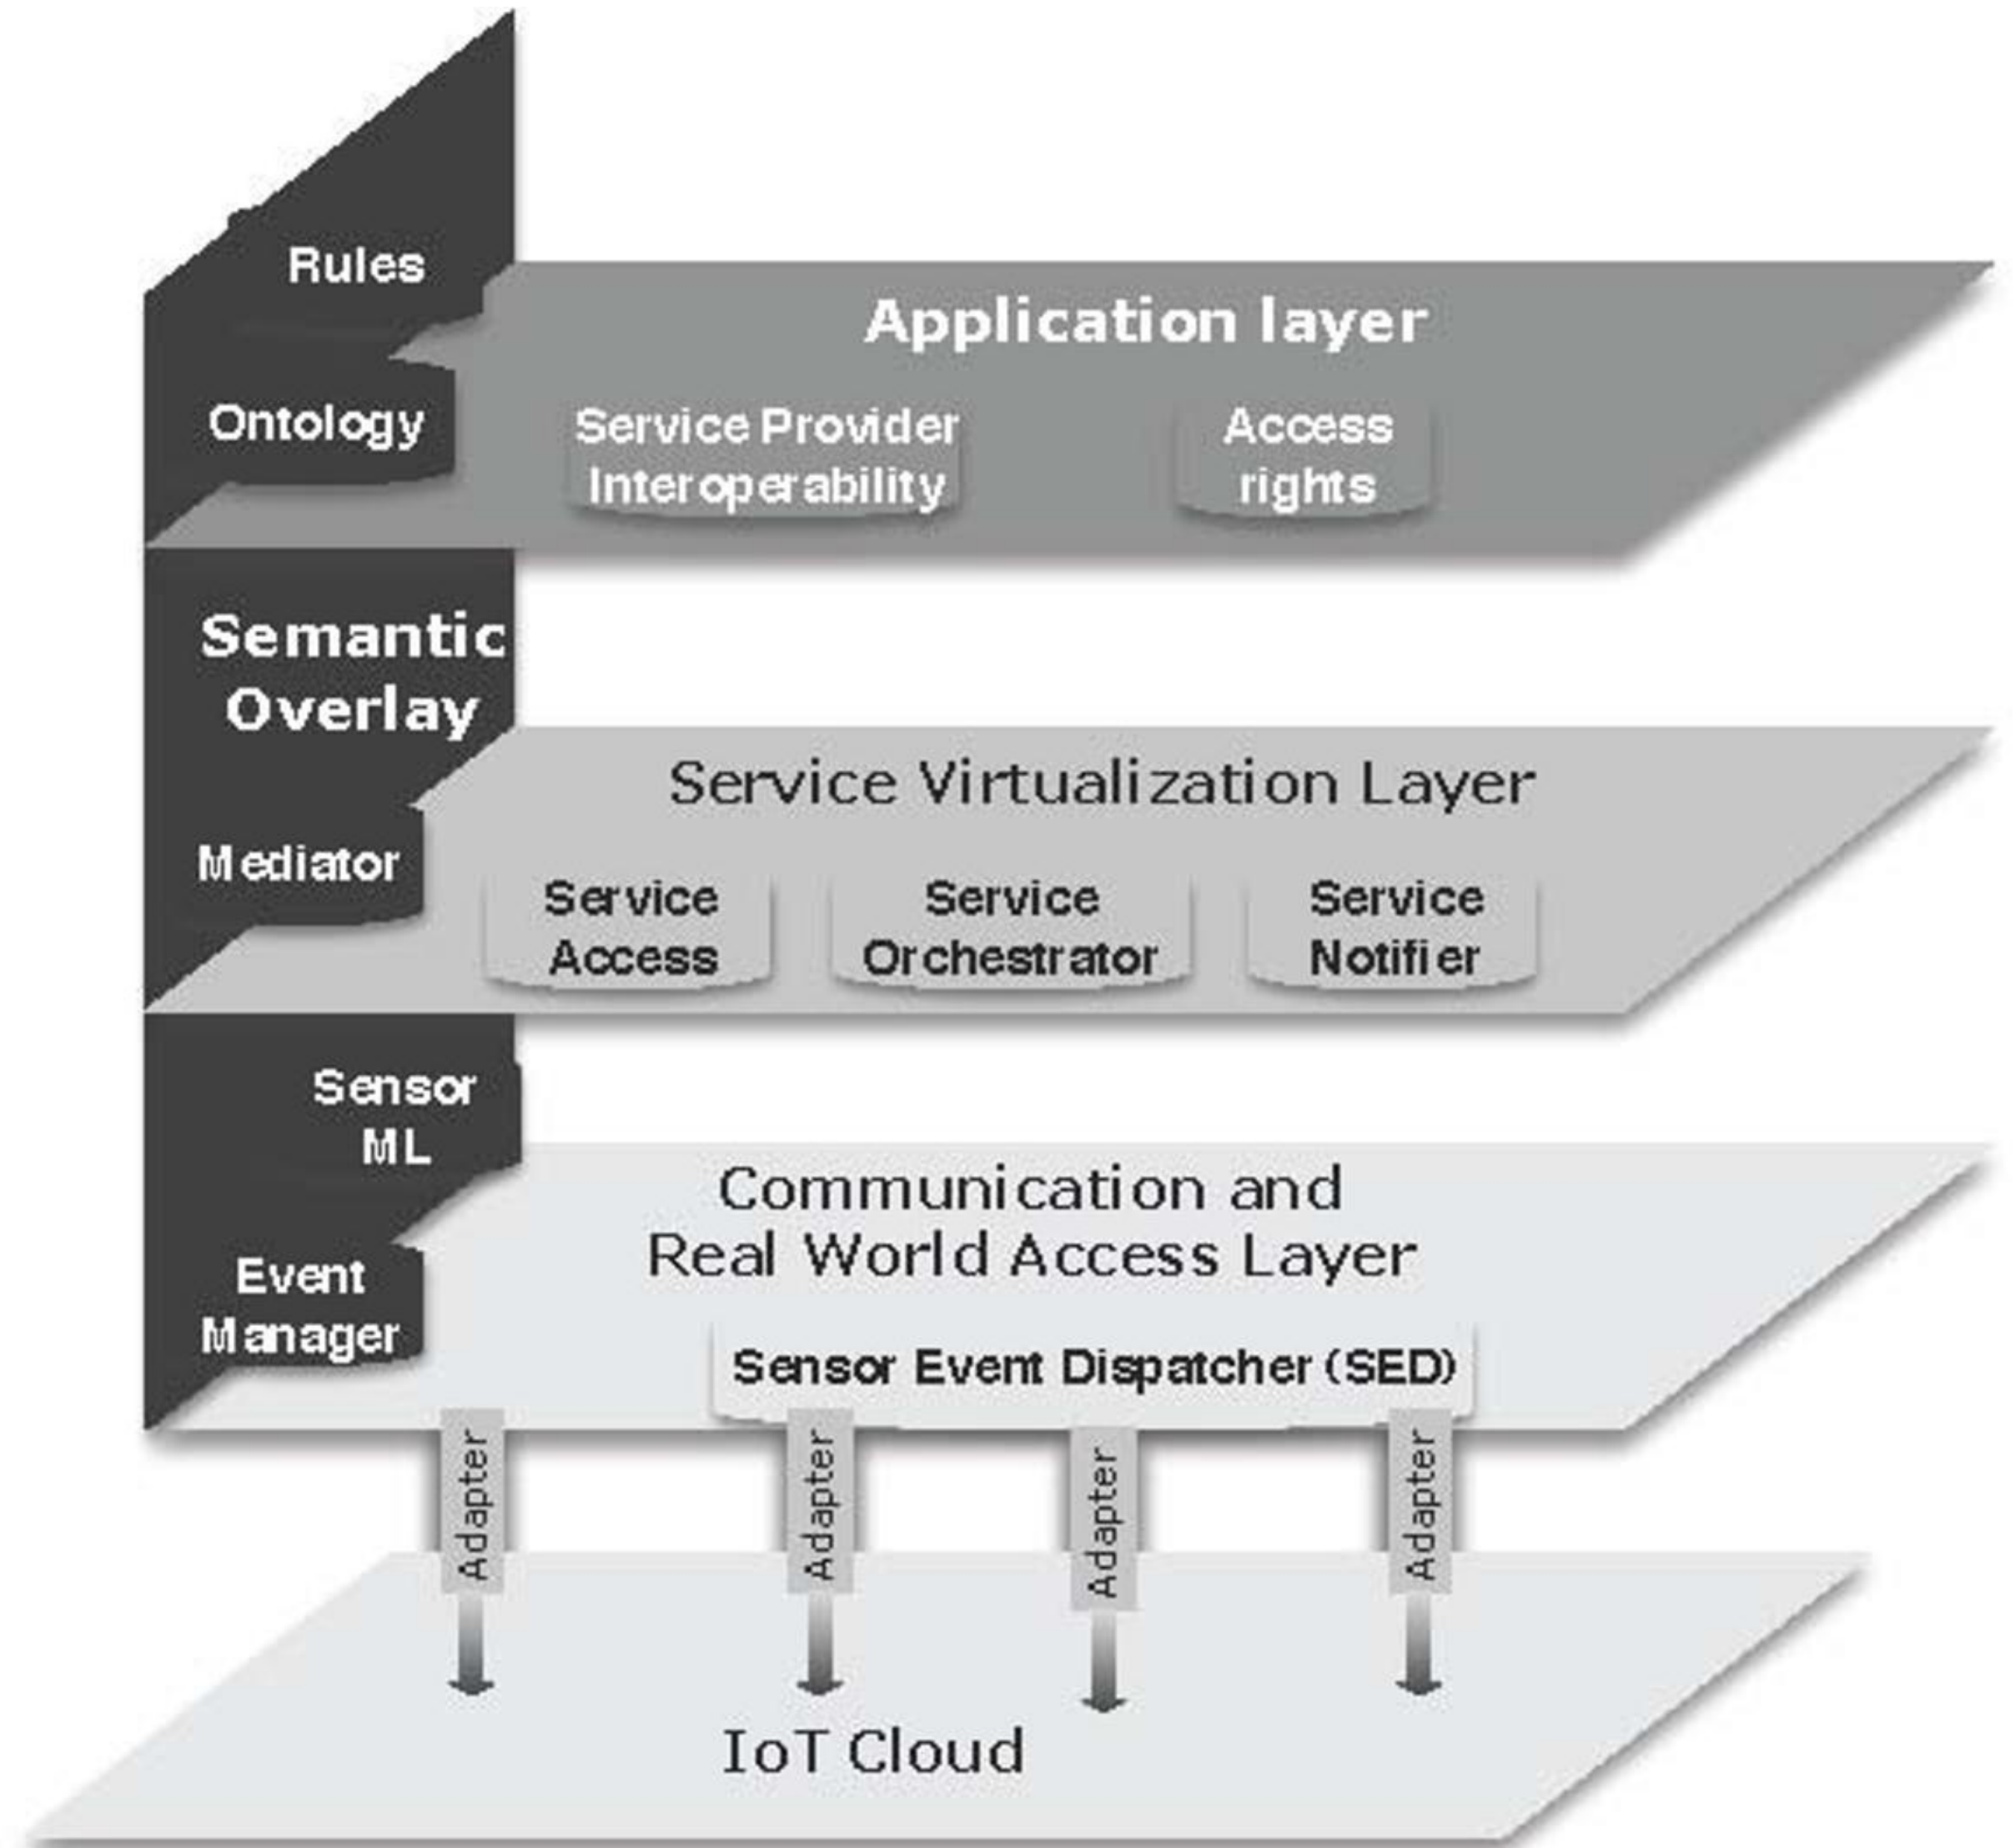 Rules
Application layer
Ontology
Service Provider
Interoperability
Access
rights
Semantic
Overlay
Service Virtualization Layer
Mediator
Service
Access
Service
Orchestrator
Service
Notifier
Sensor
ML
Communication and
Real World Access Layer
Event
Manager
Sensor Event Dispatcher (SED)
Adapter
Adapter
Adapter
Adapter
IoT Cloud